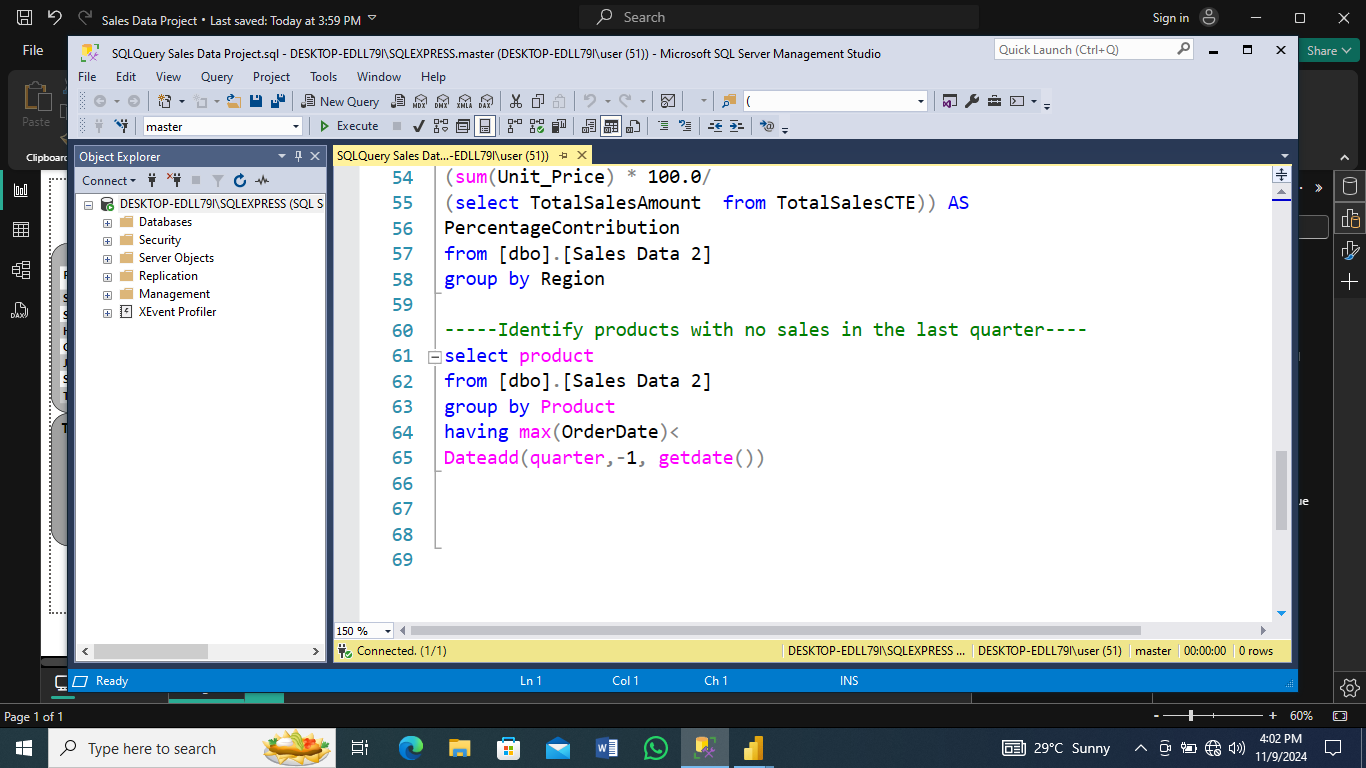 Sales Data Project • Last saved: Today at 3:59 PM
Search
Sign in
File
Share
Paste
Clipboard
SQLQuery Sales Data Project.sql - DESKTOP-EDLL79I\SQLEXPRESS.master (DESKTOP-EDLL79I\user (51)) - Microsoft SQL Server Management Studio
Quick Launch (Ctrl+Q)
File Edit View Query Project Tools Window Help
New Query
MDX DMX XMLA DAX
(
master
Execute
Object Explorer
SQLQuery Sales Dat...-EDLL79I\user (51))
Connect
DESKTOP-EDLL79I\SQLEXPRESS (SQL S
Databases
Security
Server Objects
Replication
Management
XEvent Profiler
54 (sum(Unit_Price) * 100.0/
55 (select TotalSalesAmount  from TotalSalesCTE)) AS
56 PercentageContribution
57 from [dbo].[Sales Data 2]
58 group by Region
59
60 -----Identify products with no sales in the last quarter----
61 select product
62 from [dbo].[Sales Data 2]
63 group by Product
64 having max(OrderDate)<
65 Dateadd(quarter,-1, getdate())
66
67
68
69
150 %
Connected. (1/1)
DESKTOP-EDLL79I\SQLEXPRESS ...
DESKTOP-EDLL79I\user (51)
master
00:00:00
0 rows
Ready
Ln 1
Col 1
Ch 1
INS
Page 1 of 1
60%
Type here to search
29°C Sunny
4:02 PM
11/9/2024